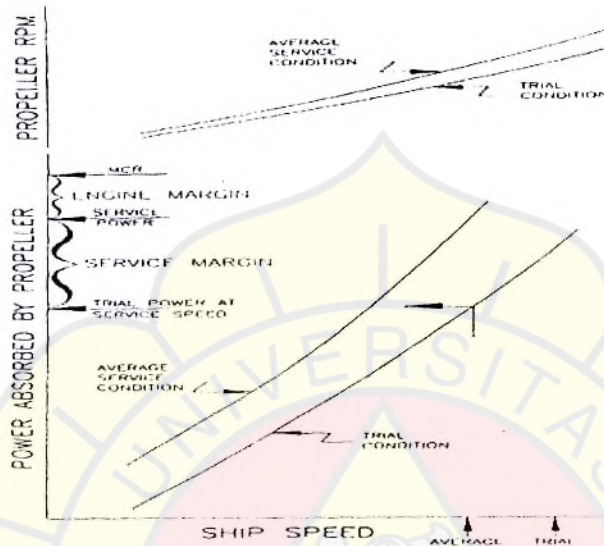 PROPELLER RPM
AVERAGE
SERVICE
CONDITION
TRIAL
CONDITION
POWER ABSORBED BY PROPELLER
MCR
ENGINE MARGIN
SERVICE
POWER
SERVICE MARGIN
TRIAL POWER AT
SERVICE SPEED
AVERAGE
SERVICE
CONDITION
TRIAL
CONDITION
SHIP SPEED
AVERAGE
TRIAL
UNIVERSITAS